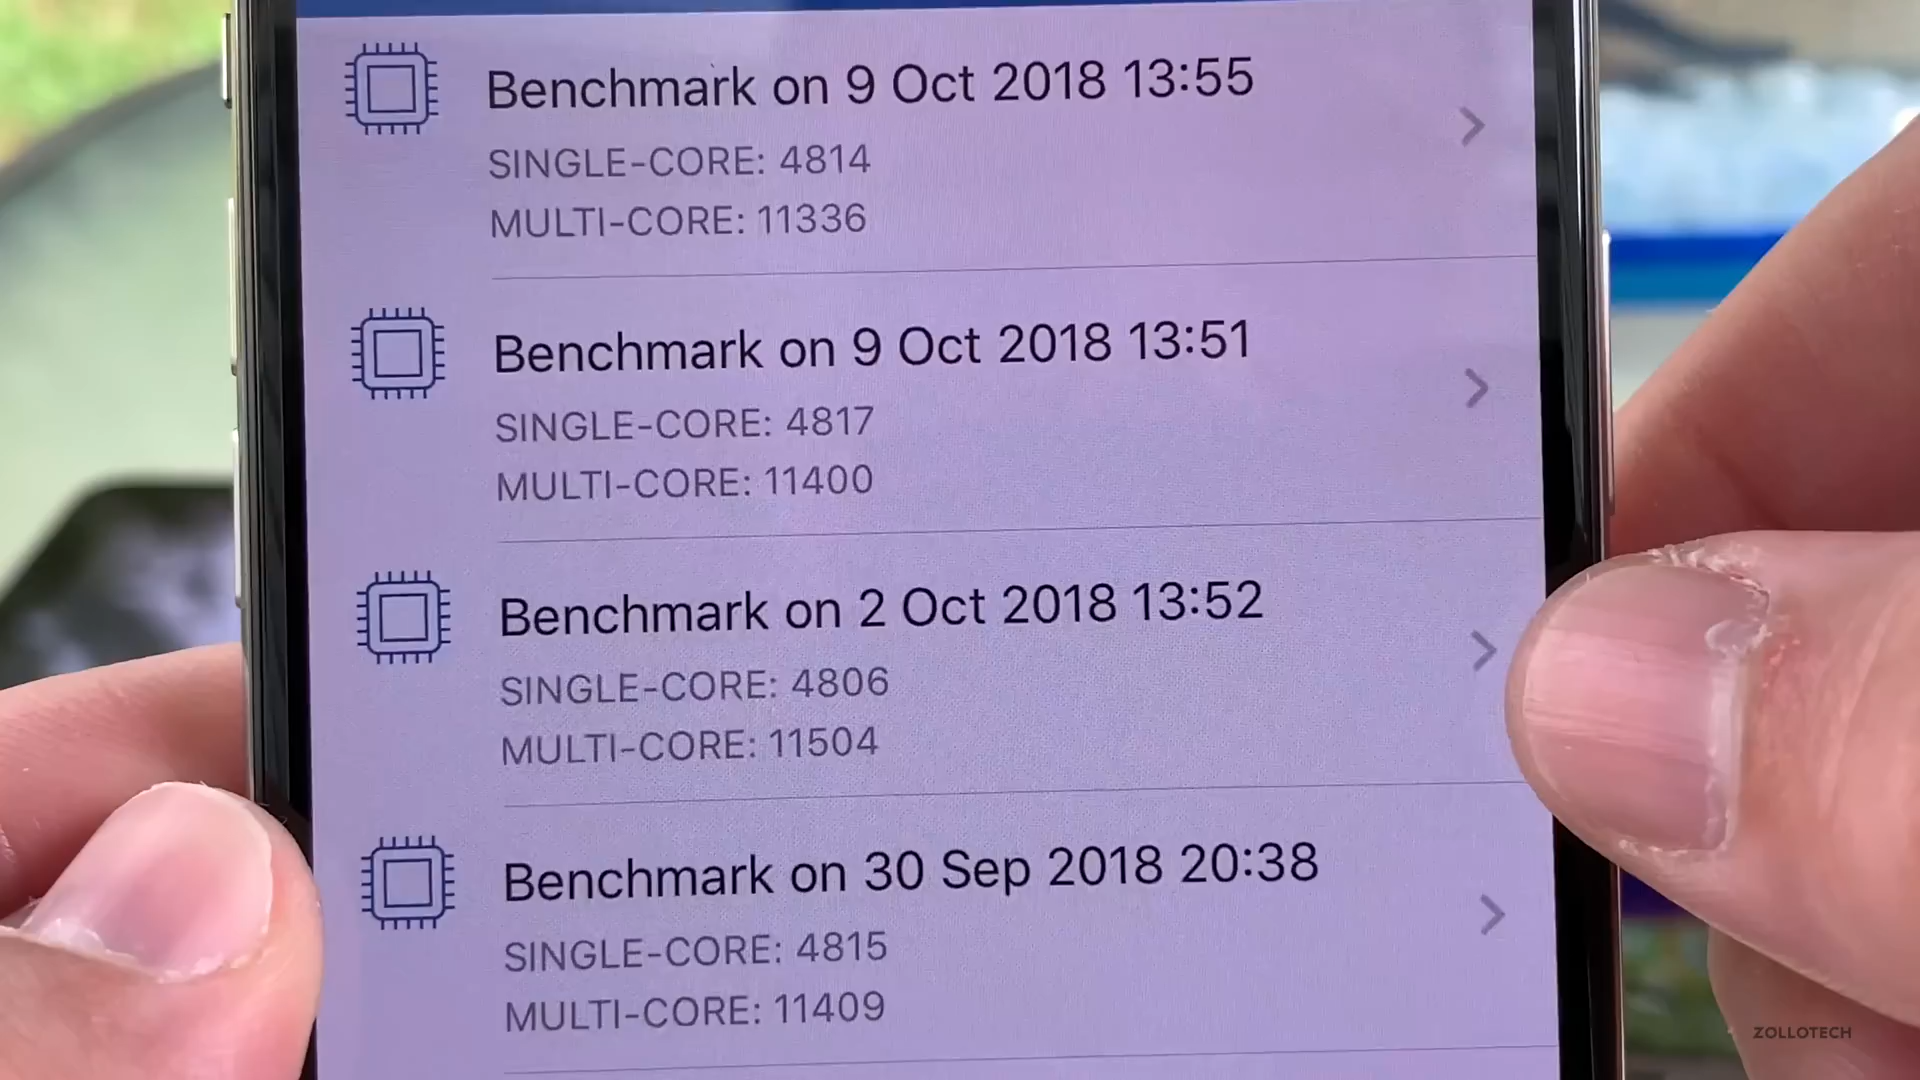 Benchmark on 9 Oct 2018 13:55
SINGLE-CORE: 4814
MULTI-CORE: 11336
Benchmark on 9 Oct 2018 13:51
SINGLE-CORE: 4817
MULTI-CORE: 11400
Benchmark on 2 Oct 2018 13:52
SINGLE-CORE: 4806
MULTI-CORE: 11504
Benchmark on 30 Sep 2018 20:38
SINGLE-CORE: 4815
MULTI-CORE: 11409
ZOLLOTECH